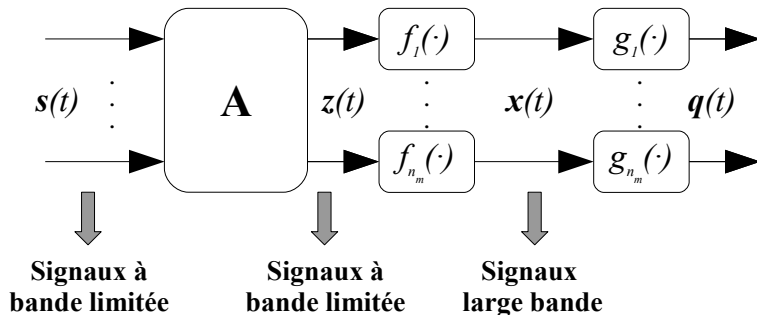 f₁(·) g₁(·)
s(t) A z(t) x(t) q(t)
fₙₘ(·) gₙₘ(·)
Signaux à Signaux à Signaux
bande limitée bande limitée large bande